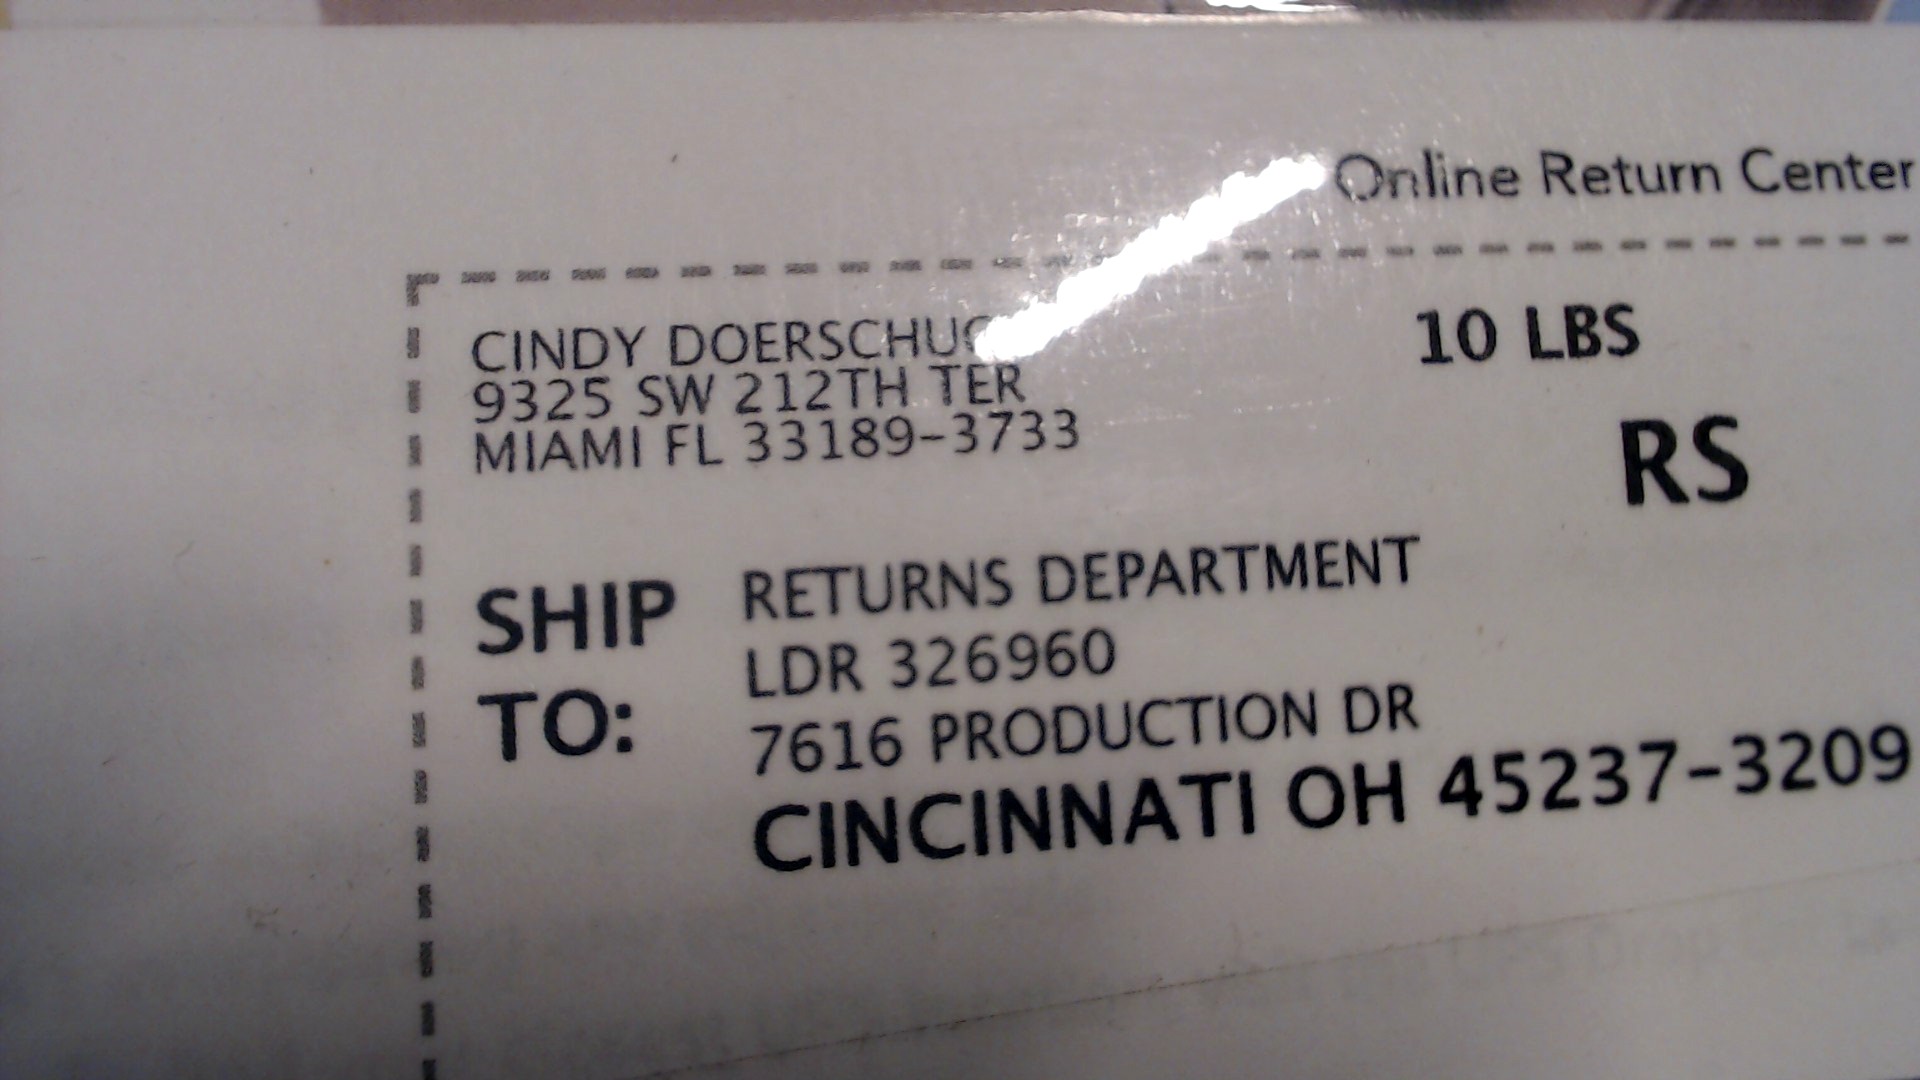 Online Return Center
CINDY
10 LBS
9325 SW 212TH TER
MIAMI FL 33189-3733
RS
SHIP TO:
RETURNS DEPARTMENT
LDR 326960
7616 PRODUCTION DR
CINCINNATI OH 45237-3209